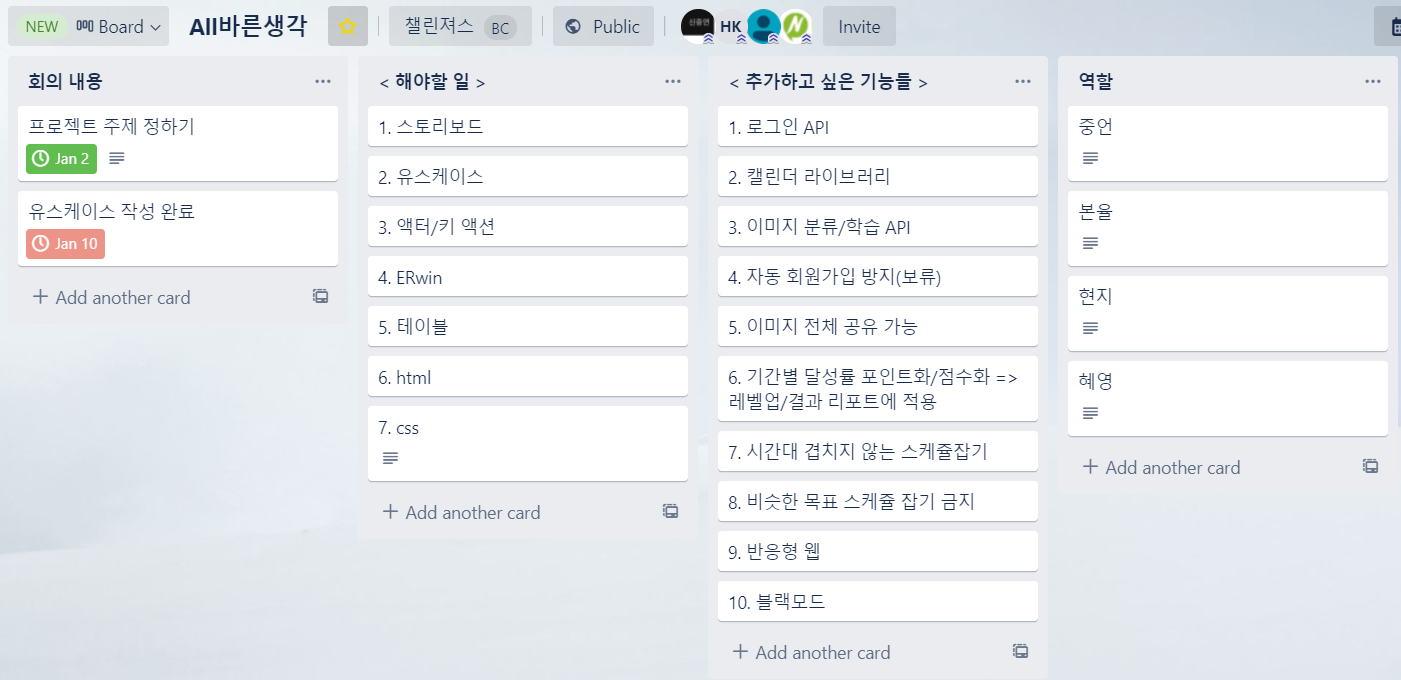 NEW Board All바른생각 챌린져스 BC Public HK Invite
회의 내용
프로젝트 주제 정하기
Jan 2
유스케이스 작성 완료
Jan 10
+ Add another card
< 해야할 일 >
1. 스토리보드
2. 유스케이스
3. 액터/키 액션
4. ERwin
5. 테이블
6. html
7. css
+ Add another card
< 추가하고 싶은 기능들 >
1. 로그인 API
2. 캘린더 라이브러리
3. 이미지 분류/학습 API
4. 자동 회원가입 방지(보류)
5. 이미지 전체 공유 가능
6. 기간별 달성률 포인트화/점수화 =>
레벨업/결과 리포트에 적용
7. 시간대 겹치지 않는 스케쥴잡기
8. 비슷한 목표 스케쥴 잡기 금지
9. 반응형 웹
10. 블랙모드
+ Add another card
역할
중언
본율
현지
혜영
+ Add another card